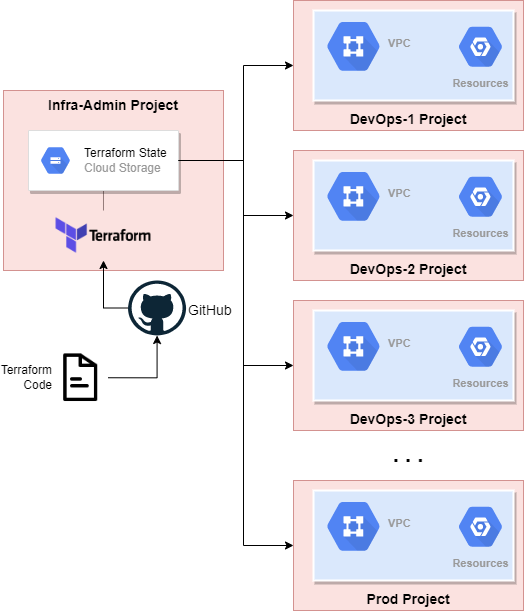 VPC
Resources
DevOps-1 Project
Infra-Admin Project
Terraform State
Cloud Storage
Terraform
VPC
Resources
DevOps-2 Project
GitHub
Terraform
Code
VPC
Resources
DevOps-3 Project
. . .
VPC
Resources
Prod Project